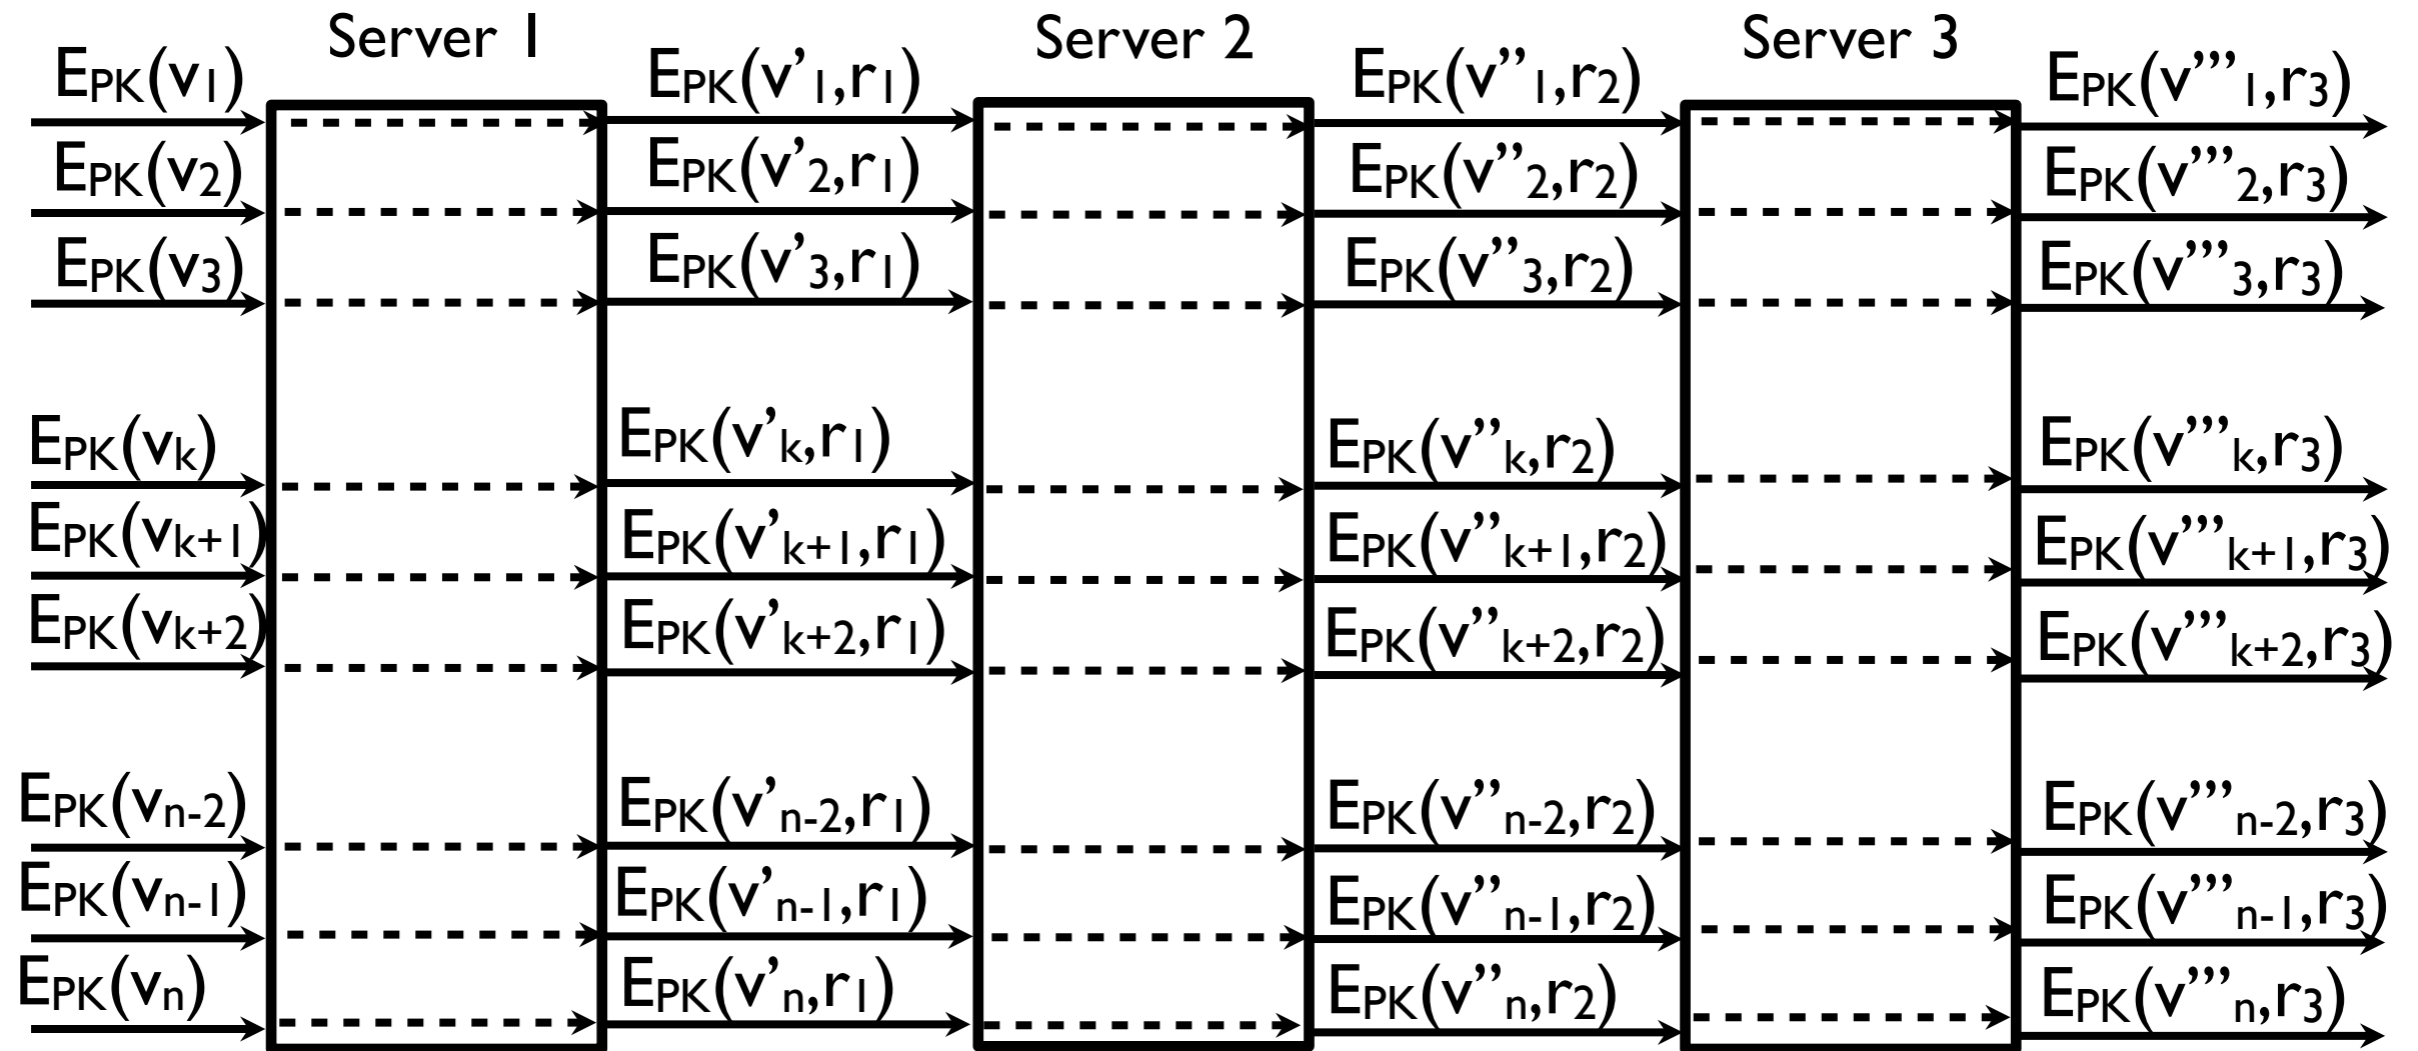 Server 1 Server 2 Server 3
EPK(v1) EPK(v’1,r1) EPK(v’’1,r2) EPK(v’’’1,r3)
EPK(v2) EPK(v’2,r1) EPK(v’’2,r2) EPK(v’’’2,r3)
EPK(v3) EPK(v’3,r1) EPK(v’’3,r2) EPK(v’’’3,r3)
EPK(vk) EPK(v’k,r1) EPK(v’’k,r2) EPK(v’’’k,r3)
EPK(vk+1) EPK(v’k+1,r1) EPK(v’’k+1,r2) EPK(v’’’k+1,r3)
EPK(vk+2) EPK(v’k+2,r1) EPK(v’’k+2,r2) EPK(v’’’k+2,r3)
EPK(vn-2) EPK(v’n-2,r1) EPK(v’’n-2,r2) EPK(v’’’n-2,r3)
EPK(vn-1) EPK(v’n-1,r1) EPK(v’’n-1,r2) EPK(v’’’n-1,r3)
EPK(vn) EPK(v’n,r1) EPK(v’’n,r2) EPK(v’’’n,r3)